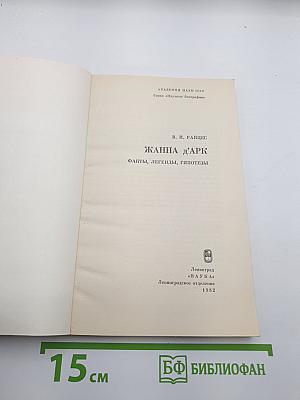 АКАДЕМИЯ НАУК СССР
Серия «Научные биографии»
В. И. РАЙЦЕС
ЖАННА д'АРК
ФАКТЫ, ЛЕГЕНДЫ, ГИПОТЕЗЫ
Ленинград
«НАУКА»
Ленинградское отделение
1982
15 см
БФ БИБЛИОФАН